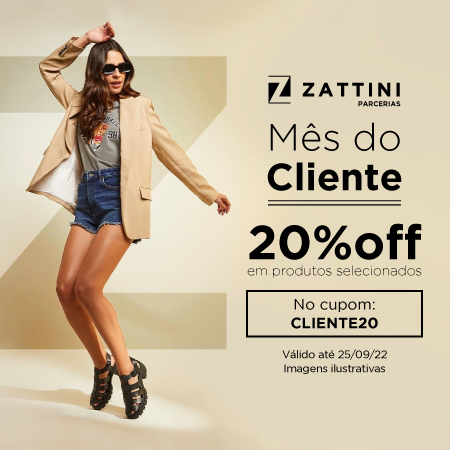 ZATTINI
PARCERIAS
Mês do
Cliente
20%off
em produtos selecionados
No cupom:
CLIENTE20
Válido até 25/09/22
Imagens ilustrativas